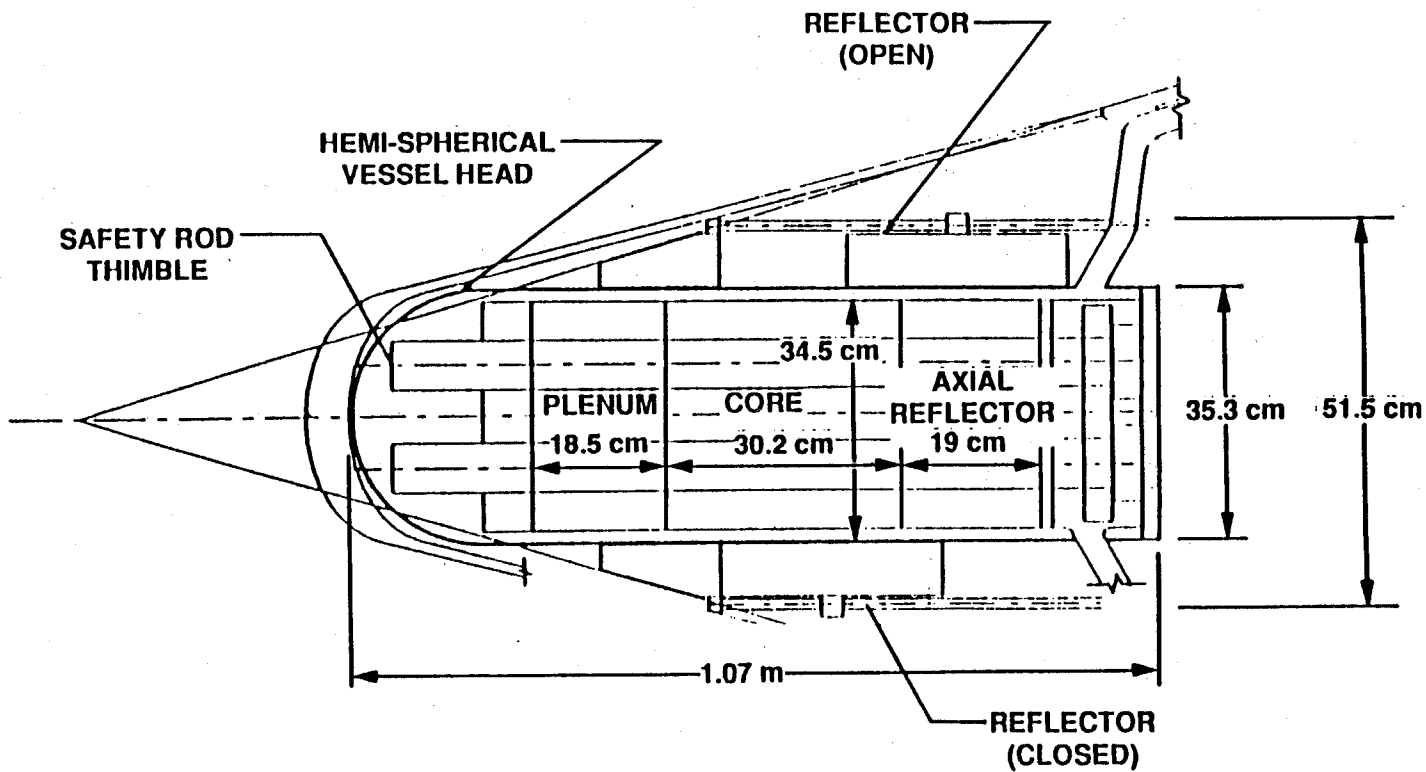 REFLECTOR
(OPEN)
HEMI-SPHERICAL
VESSEL HEAD
SAFETY ROD
THIMBLE
34.5 cm
PLENUM
18.5 cm
CORE
30.2 cm
AXIAL
REFLECTOR
19 cm
35.3 cm
51.5 cm
1.07 m
REFLECTOR
(CLOSED)